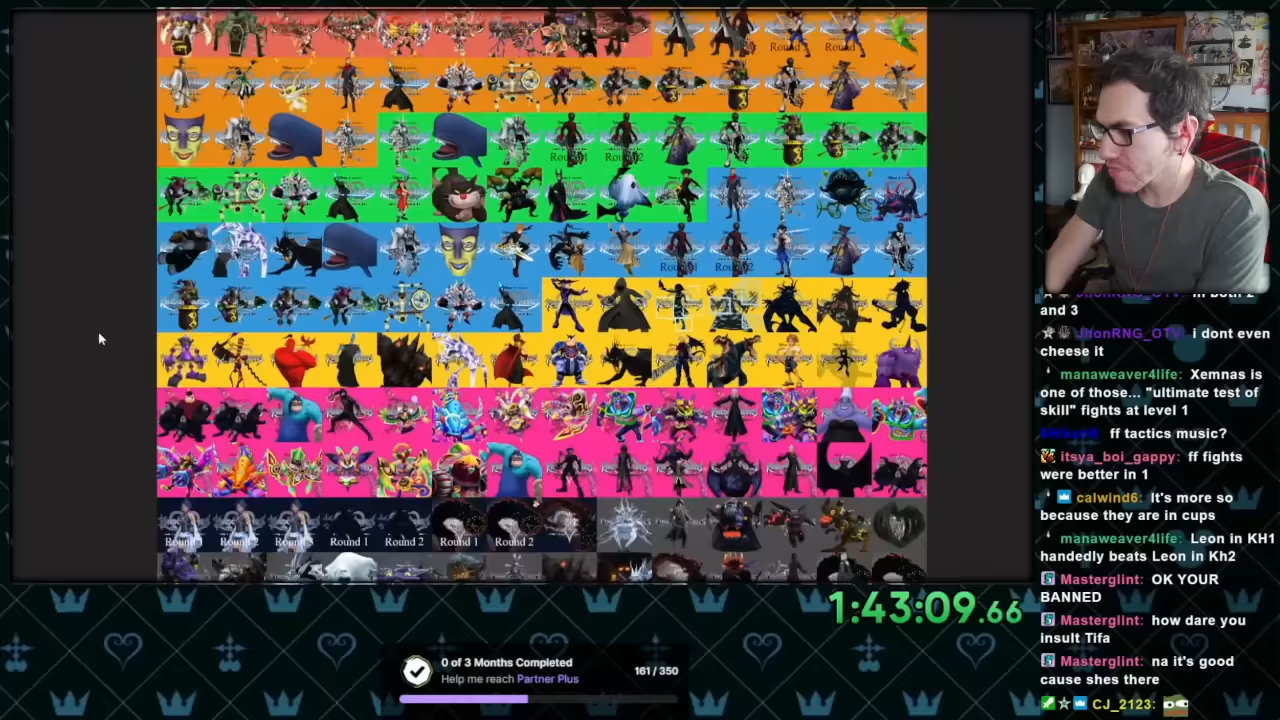 Round
Round
Round 2
Round 2
Round 1
Round 2
Round 3
Round 1
Round 2
Round 1
Round 2
1:43:09.66
0 of 3 Months Completed
Help me reach Partner Plus
161 / 350
and 3
JhonRNG_OTV: i dont even
cheese it
manaweaver4life: Xemnas is
one of those... "ultimate test of
skill" fights at level 1
ff tactics music?
itsya_boi_gappy: ff fights
were better in 1
calwind6: It's more so
because they are in cups
manaweaver4life: Leon in KH1
handedly beats Leon in Kh2
Masterglint: OK YOUR
BANNED
Masterglint: how dare you
insult Tifa
Masterglint: na it's good
cause shes there
CJ_2123: